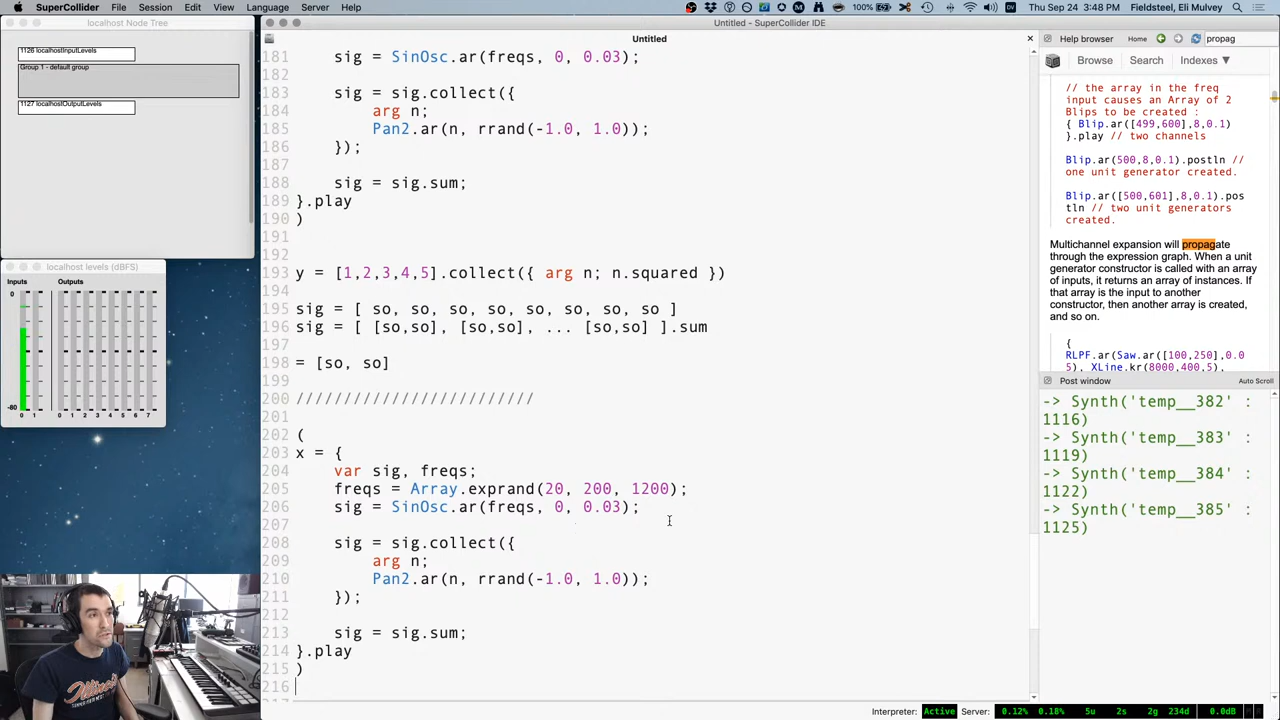 SuperCollider File Session Edit View Language Server Help
100% Thu Sep 24 3:48 PM Fieldsteel, Eli Mulvey
localhost Node Tree
1126 localhostInputLevels
Group 1 - default group
1127 localhostOutputLevels
localhost levels (dBFS)
Inputs Outputs
0
-80
0 1 0 1 2 3 4 5 6 7
Untitled - SuperCollider IDE
Untitled
181 sig = SinOsc.ar(freqs, 0, 0.03);
182
183 sig = sig.collect({
184 arg n;
185 Pan2.ar(n, rrand(-1.0, 1.0));
186 });
187
188 sig = sig.sum;
189 }.play
190 )
191
192
193 y = [1,2,3,4,5].collect({ arg n; n.squared })
194
195 sig = [ so, so, so, so, so, so, so, so ]
196 sig = [ [so,so], [so,so], ... [so,so] ].sum
197
198 = [so, so]
199
200 /////////////////////////
201
202 (
203 x = {
204 var sig, freqs;
205 freqs = Array.exprand(20, 200, 1200);
206 sig = SinOsc.ar(freqs, 0, 0.03);
207
208 sig = sig.collect({
209 arg n;
210 Pan2.ar(n, rrand(-1.0, 1.0));
211 });
212
213 sig = sig.sum;
214 }.play
215 )
216
Help browser Home propag
Browse Search Indexes ▼
// the array in the freq
input causes an Array of 2
Blips to be created :
{ Blip.ar([499,600],8,0.1)
}.play // two channels
Blip.ar(500,8,0.1).postln //
one unit generator created.
Blip.ar([500,601],8,0.1).pos
tln // two unit generators
created.
Multichannel expansion will propagate
through the expression graph. When a unit
generator constructor is called with an array
of inputs, it returns an array of instances. If
that array is the input to another
constructor, then another array is created,
and so on.
{
RLPF.ar(Saw.ar([100,250],0.0
5), XLine.kr(8000,400,5),
Post window Auto Scroll
-> Synth('temp__382' :
1116)
-> Synth('temp__383' :
1119)
-> Synth('temp__384' :
1122)
-> Synth('temp__385' :
1125)
Interpreter: Active Server: 0.12% 0.18% 5u 2s 2g 234d 0.0dB